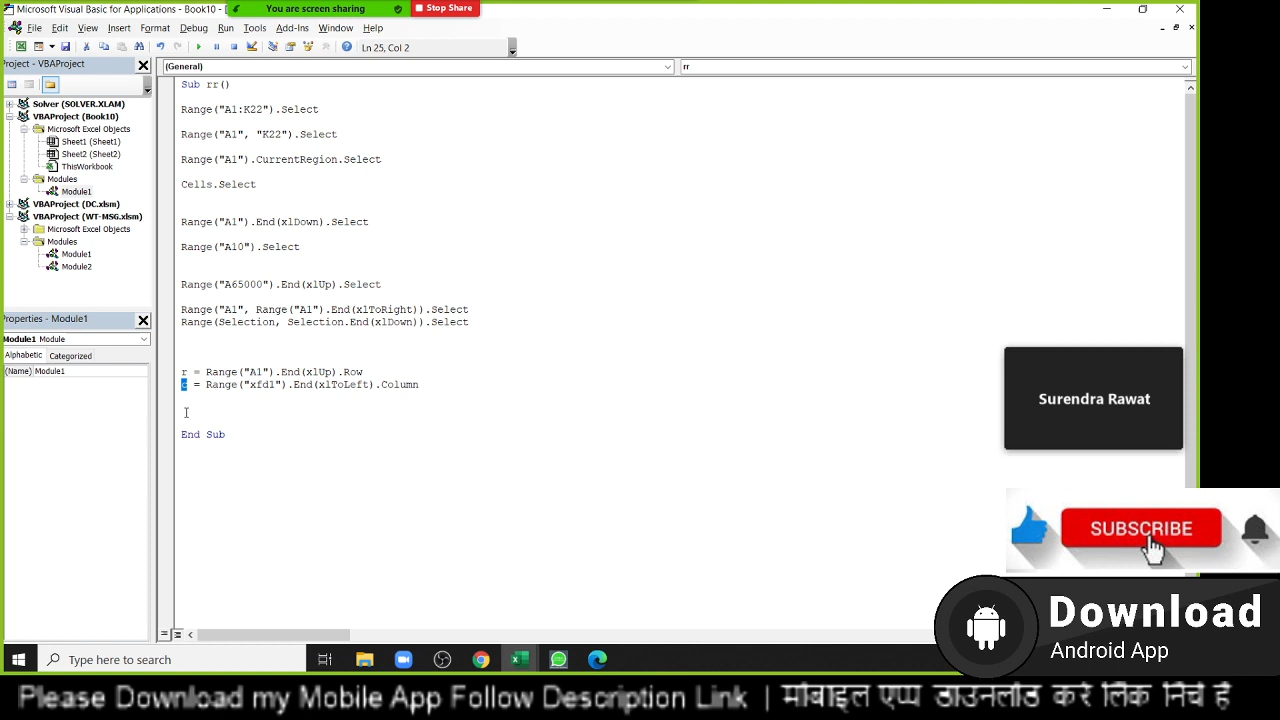 Microsoft Visual Basic for Applications - Book10 -
You are screen sharing
Stop Share
File Edit View Insert Format Debug Run Tools Add-Ins Window Help
Ln 25, Col 2
Project - VBAProject
(General)
rr
Solver (SOLVER.XLAM)
VBAProject (Book10)
Microsoft Excel Objects
Sheet1 (Sheet1)
Sheet2 (Sheet2)
ThisWorkbook
Modules
Module1
VBAProject (DC.xlsm)
VBAProject (WT-MSG.xlsm)
Microsoft Excel Objects
Modules
Module1
Module2
Properties - Module1
Module1 Module
Alphabetic Categorized
(Name) Module1
Sub rr()
Range("A1:K22").Select
Range("A1", "K22").Select
Range("A1").CurrentRegion.Select
Cells.Select
Range("A1").End(xlDown).Select
Range("A10").Select
Range("A65000").End(xlUp).Select
Range("A1", Range("A1").End(xlToRight)).Select
Range(Selection, Selection.End(xlDown)).Select
r = Range("A1").End(xlUp).Row
c = Range("xfd1").End(xlToLeft).Column
End Sub
Surendra Rawat
SUBSCRIBE
Download
Android App
Type here to search
Please Download my Mobile App Follow Description Link | मोबाइल एप्प डाउनलोड करे लिंक निचे है